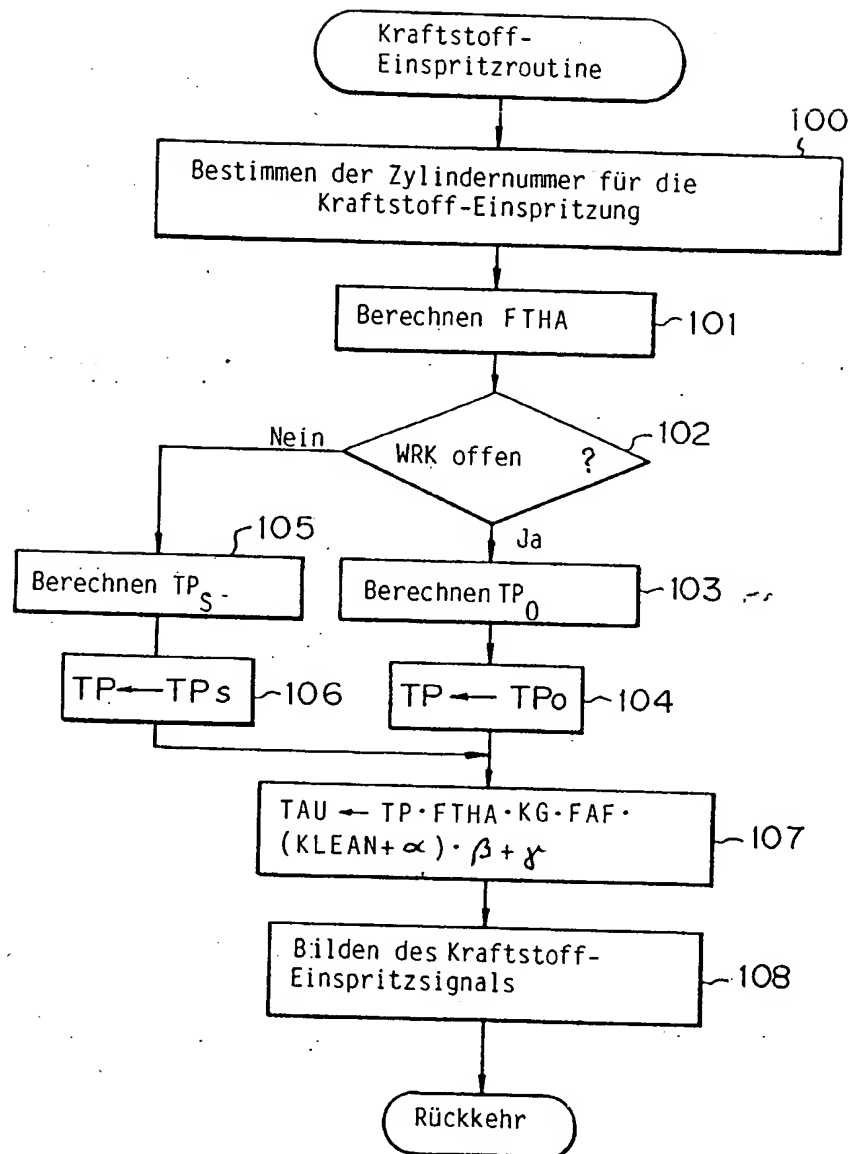 Kraftstoff-
Einspritzroutine
100
Bestimmen der Zylindernummer für die
Kraftstoff-Einspritzung
Berechnen FTHA
101
WRK offen ?
102
Nein
Ja
105
Berechnen TP_S
Berechnen TP_O
103
TP ← TPs
106
TP ← TPo
104
TAU ← TP·FTHA·KG·FAF·
(KLEAN+α)·β+γ
107
Bilden des Kraftstoff-
Einspritzsignals
108
Rückkehr